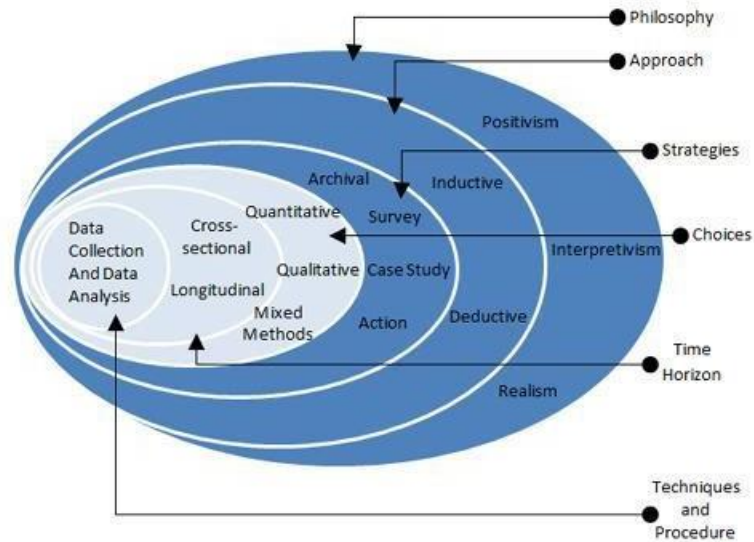 Philosophy
Approach
Positivism
Strategies
Archival
Inductive
Quantitative
Survey
Data
Collection
And Data
Analysis
Cross-
sectional
Choices
Interpretivism
Qualitative
Case Study
Longitudinal
Mixed
Methods
Action
Deductive
Time
Horizon
Realism
Techniques
and
Procedure